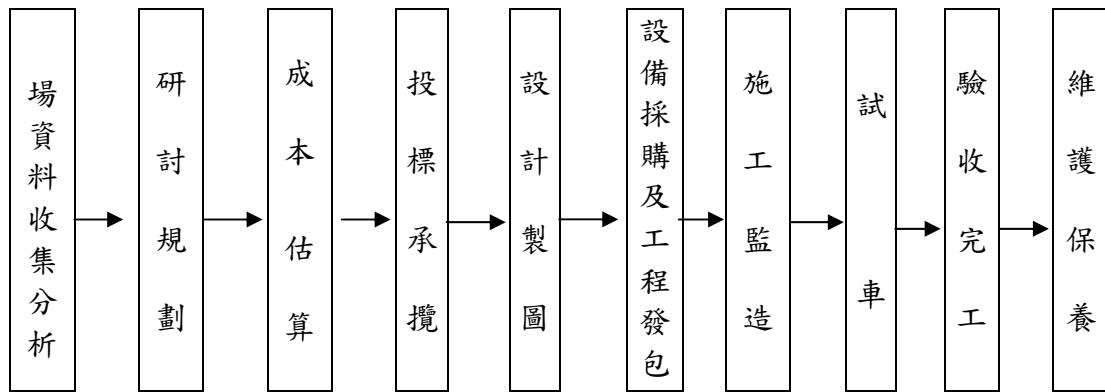 場資料收集分析
研討規劃
成本估算
投標承攬
設計製圖
設備採購及工程發包
施工監造
試車
驗收完工
維護保養